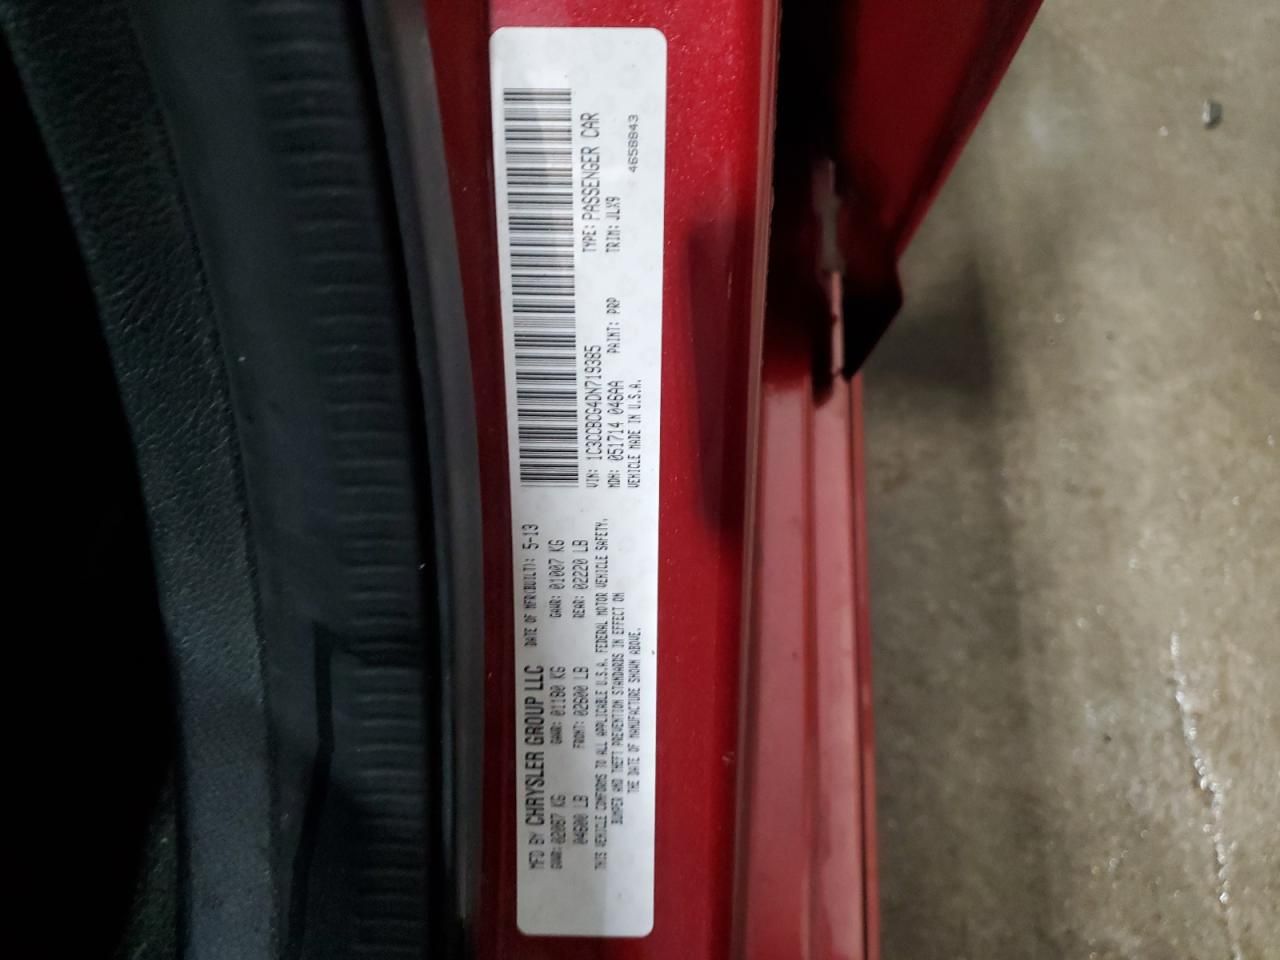 MFD BY CHRYSLER GROUP LLC DATE OF MFR(BUILT): 5-13
GVWR: 02087 KG GAWR: 01180 KG GAWR: 01007 KG
04600 LB FRONT: 02600 LB REAR: 02220 LB
THIS VEHICLE CONFORMS TO ALL APPLICABLE U.S.A. FEDERAL MOTOR VEHICLE SAFETY,
BUMPER AND THEFT PREVENTION STANDARDS IN EFFECT ON
THE DATE OF MANUFACTURE SHOWN ABOVE.
VIN: 1C3CCBCG4DN719385 TYPE: PASSENGER CAR
MDH: 051714 046AA PAINT: PRP TRIM: JLX9
VEHICLE MADE IN U.S.A. 4658843